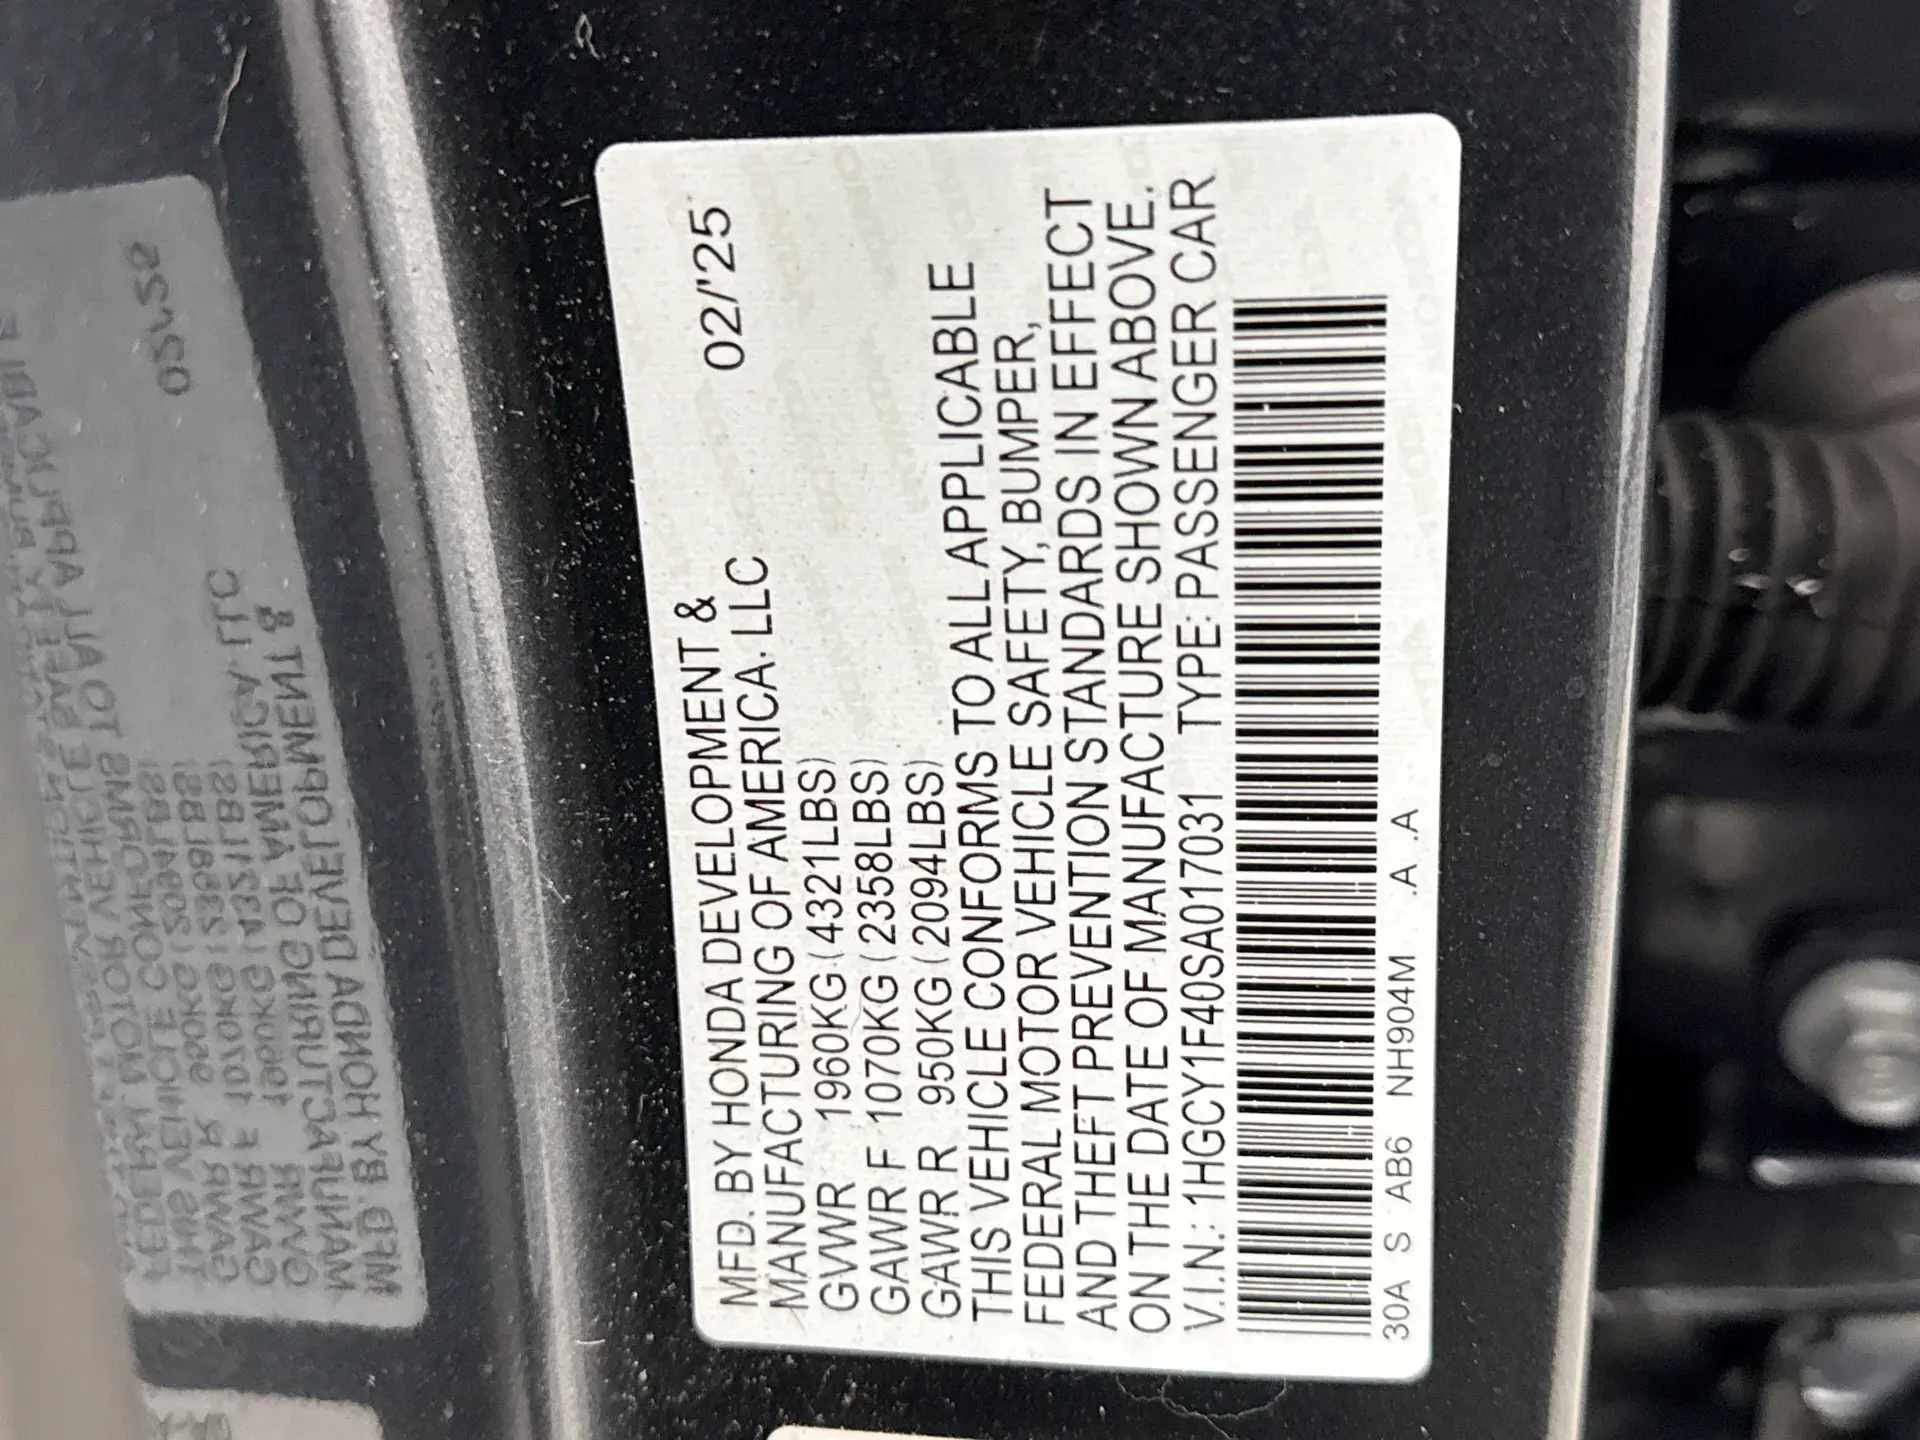 MFD. BY HONDA DEVELOPMENT & 02/'25
MANUFACTURING OF AMERICA. LLC
GVWR 1960KG (4321LBS)
GAWR F 1070KG (2358LBS)
GAWR R 950KG (2094LBS)
THIS VEHICLE CONFORMS TO ALL APPLICABLE
FEDERAL MOTOR VEHICLE SAFETY, BUMPER,
AND THEFT PREVENTION STANDARDS IN EFFECT
ON THE DATE OF MANUFACTURE SHOWN ABOVE.
V.I.N.: 1HGCY1F40SA017031 TYPE: PASSENGER CAR
30A S AB6 NH904M .A .A